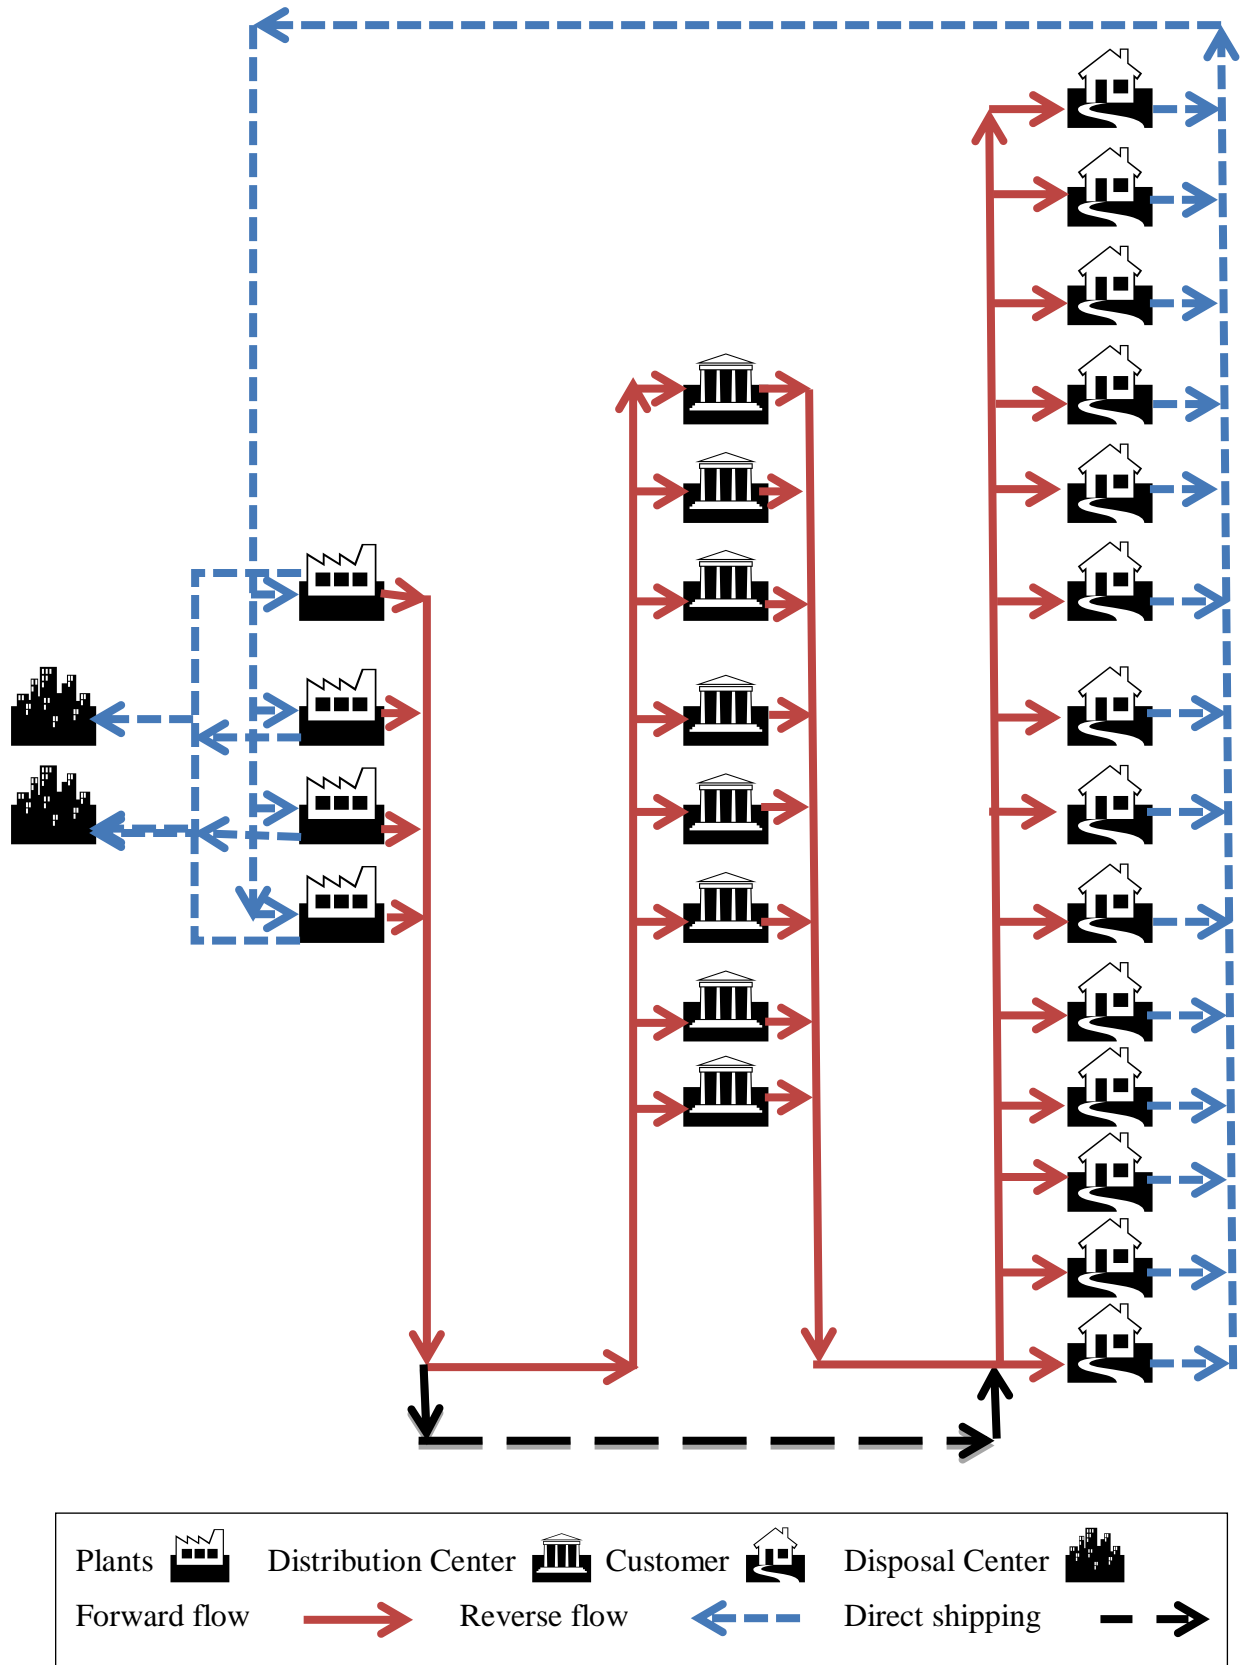 Plants Distribution Center Customer Disposal Center
Forward flow Reverse flow Direct shipping